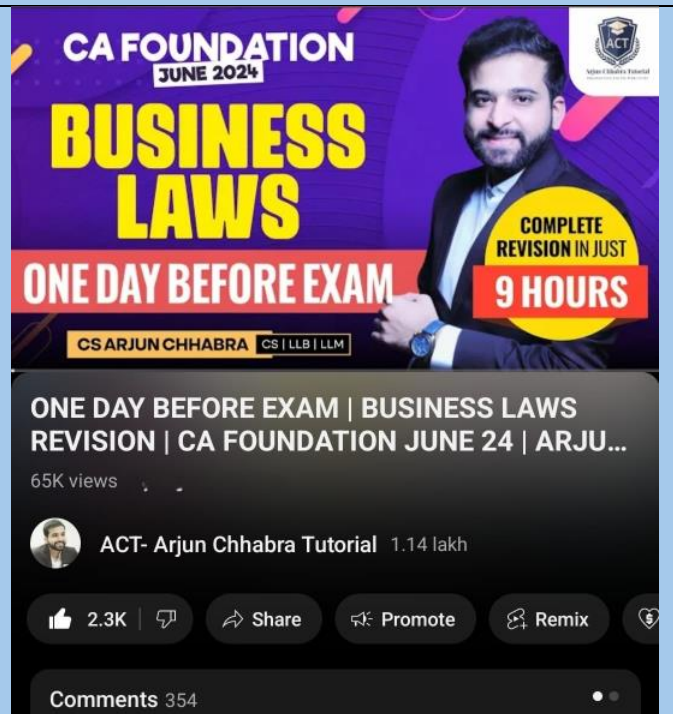 CA FOUNDATION
JUNE 2024
BUSINESS
LAWS
ONE DAY BEFORE EXAM
CS ARJUN CHHABRA CS | LLB | LLM
ACT
Arjun Chhabra Tutorial
COMPLETE
REVISION IN JUST
9 HOURS
ONE DAY BEFORE EXAM | BUSINESS LAWS
REVISION | CA FOUNDATION JUNE 24 | ARJU...
65K views
ACT- Arjun Chhabra Tutorial 1.14 lakh
2.3K Share Promote Remix
Comments 354